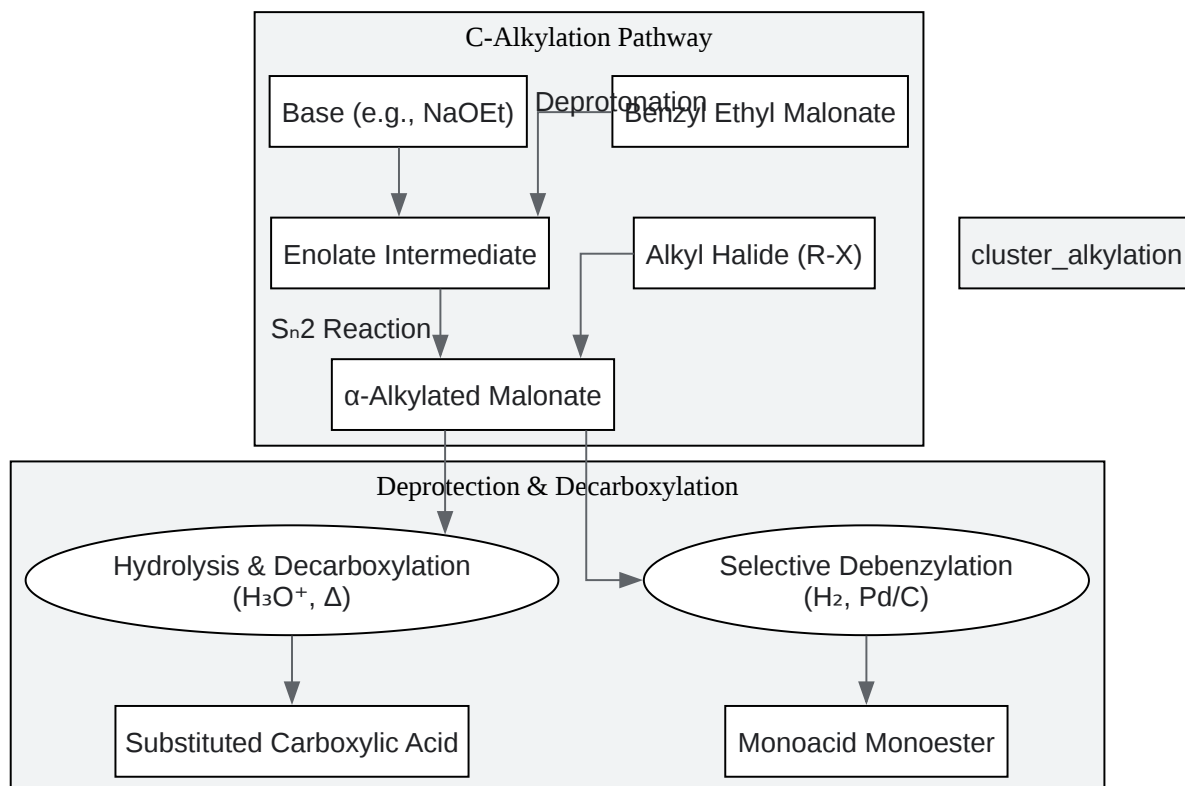 C-Alkylation Pathway
Base (e.g., NaOEt)
Deprotonation
Benzyl Ethyl Malonate
Enolate Intermediate
Alkyl Halide (R-X)
cluster_alkylation
Sₙ2 Reaction
α-Alkylated Malonate
Deprotection & Decarboxylation
Hydrolysis & Decarboxylation
(H₃O⁺, Δ)
Selective Debenzylation
(H₂, Pd/C)
Substituted Carboxylic Acid
Monoacid Monoester